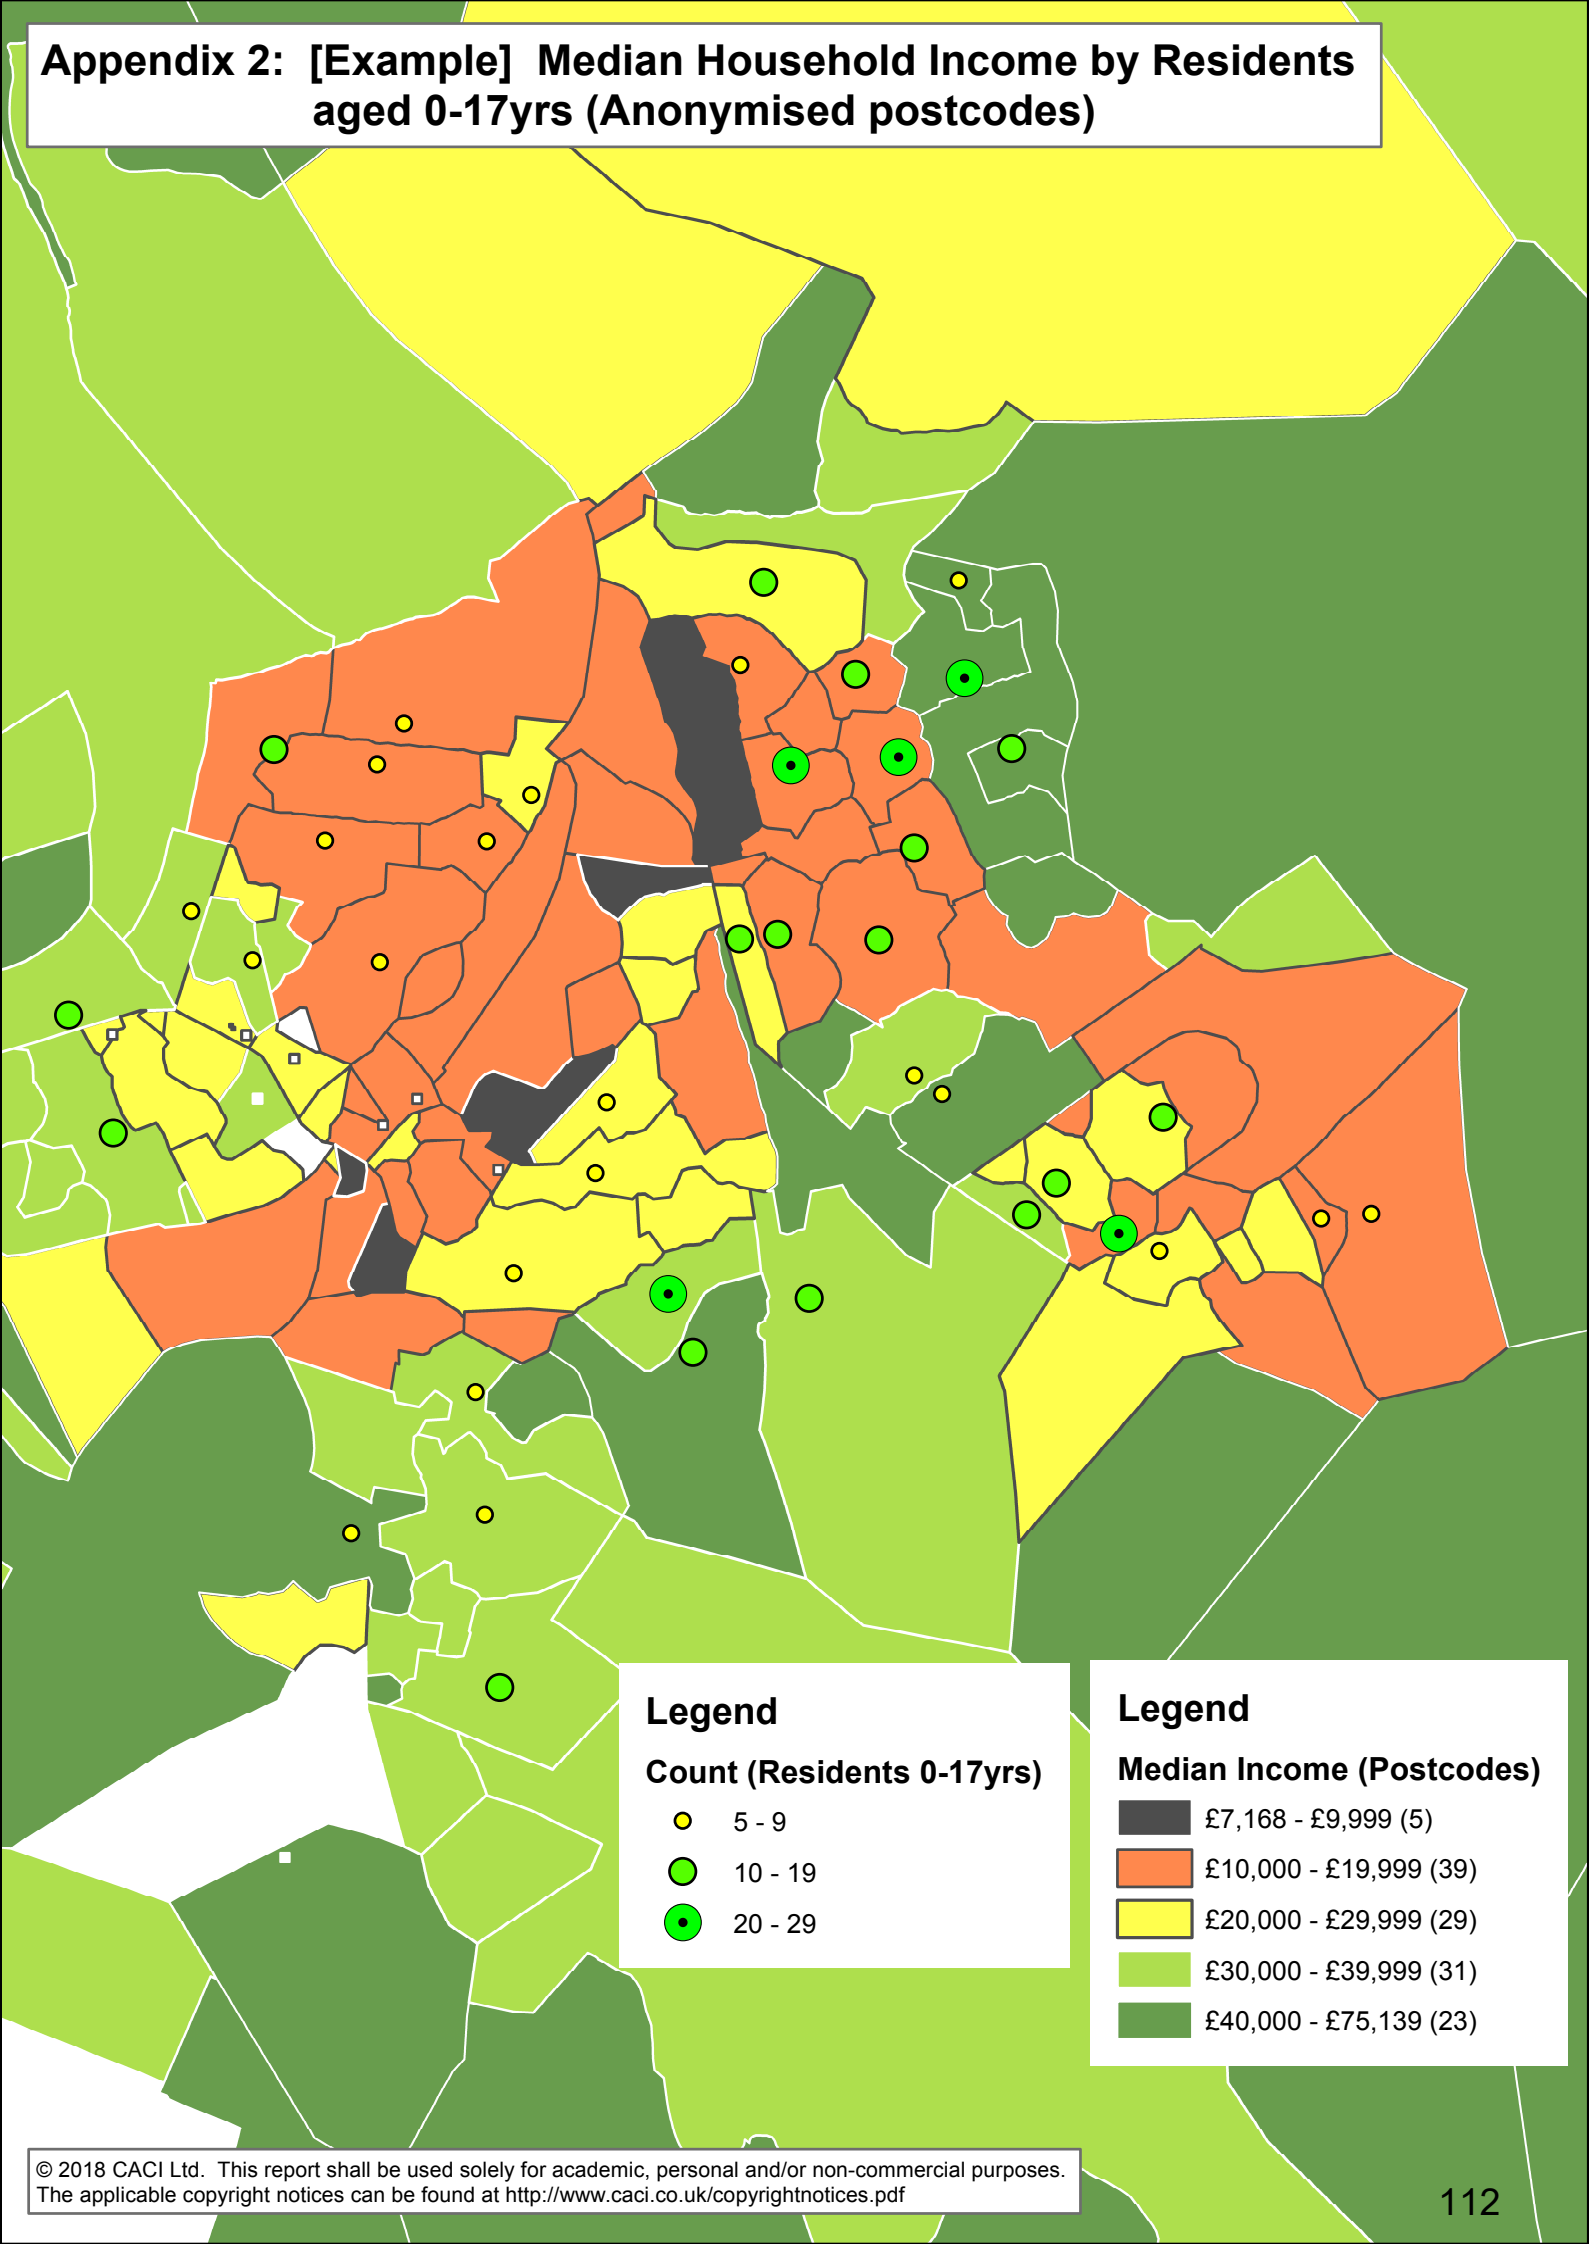 Appendix 2: [Example] Median Household Income by Residents
aged 0-17yrs (Anonymised postcodes)
Legend
Count (Residents 0-17yrs)
5 - 9
10 - 19
20 - 29
Legend
Median Income (Postcodes)
£7,168 - £9,999 (5)
£10,000 - £19,999 (39)
£20,000 - £29,999 (29)
£30,000 - £39,999 (31)
£40,000 - £75,139 (23)
© 2018 CACI Ltd. This report shall be used solely for academic, personal and/or non-commercial purposes.
The applicable copyright notices can be found at http://www.caci.co.uk/copyrightnotices.pdf
112